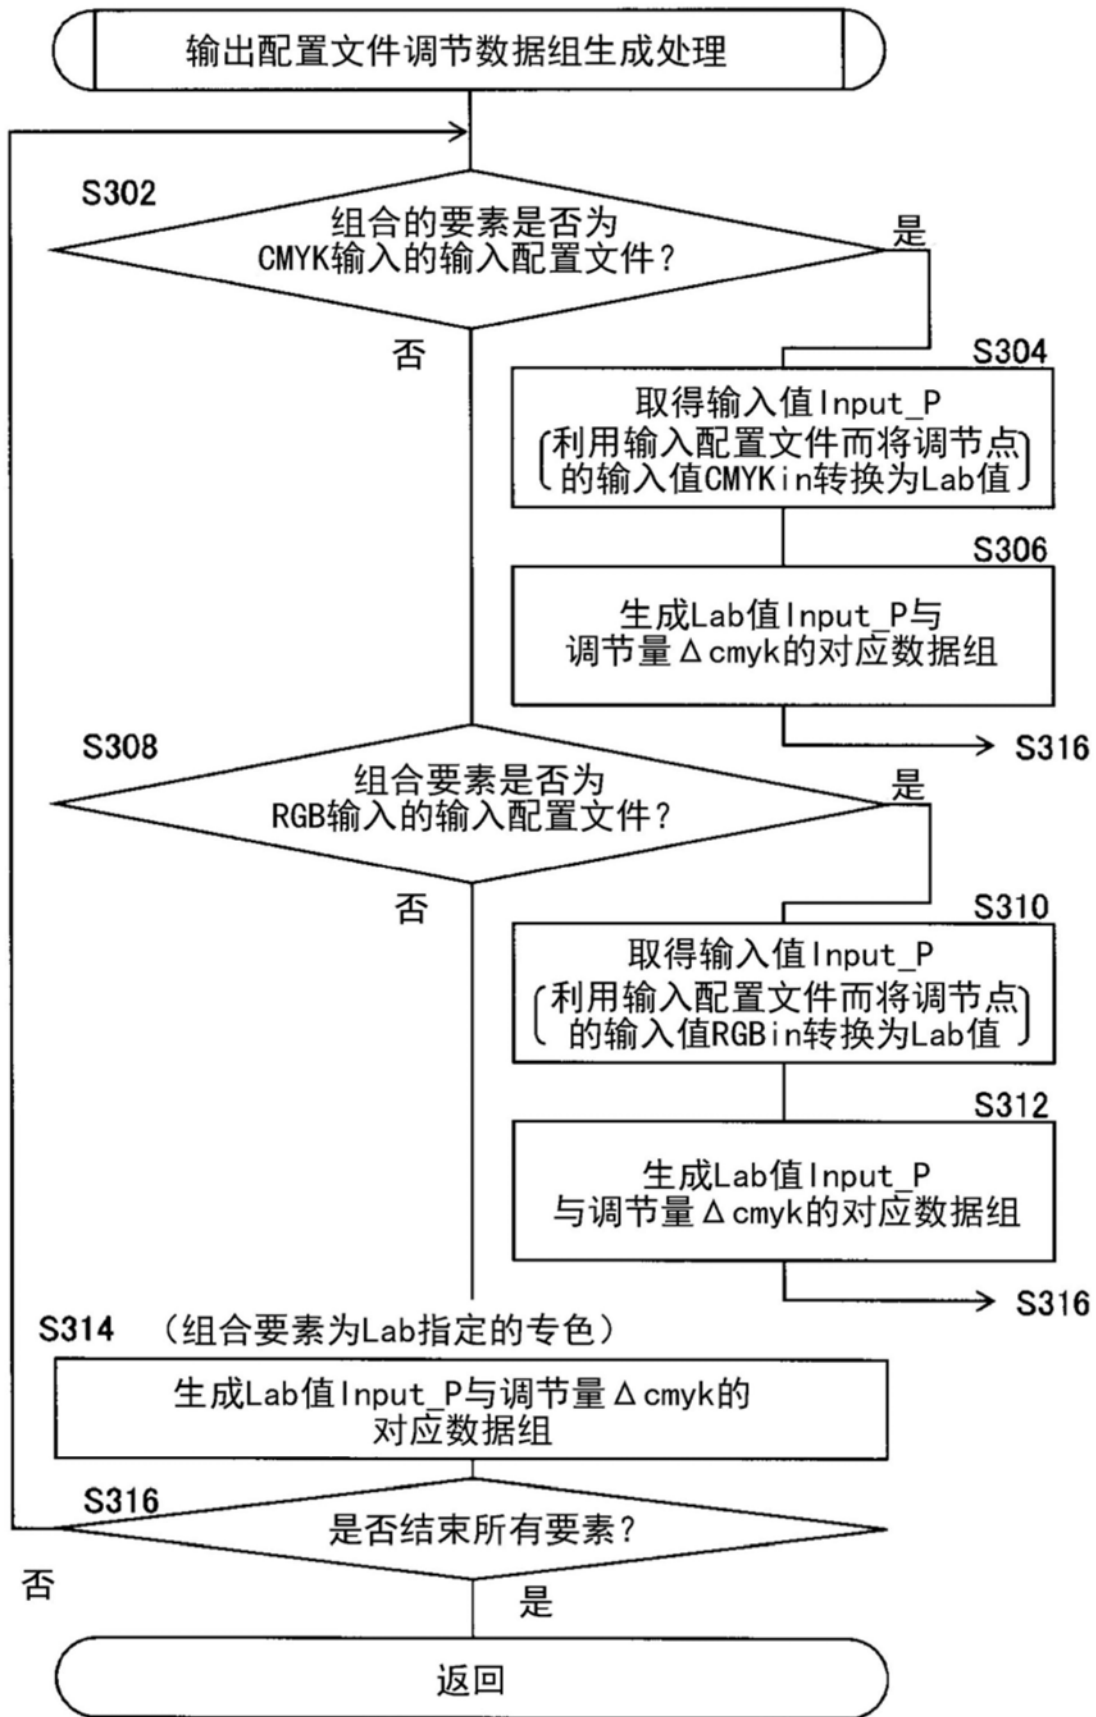 输出配置文件调节数据组生成处理
S302
组合的要素是否为
CMYK输入的输入配置文件?
是
否
S304
取得输入值Input_P
(利用输入配置文件而将调节点
的输入值CMYKin转换为Lab值)
S306
生成Lab值Input_P与
调节量Δcmyk的对应数据组
S316
S308
组合要素是否为
RGB输入的输入配置文件?
是
否
S310
取得输入值Input_P
(利用输入配置文件而将调节点
的输入值RGBin转换为Lab值)
S312
生成Lab值Input_P
与调节量Δcmyk的对应数据组
S316
S314 (组合要素为Lab指定的专色)
生成Lab值Input_P与调节量Δcmyk的
对应数据组
S316
是否结束所有要素?
否
是
返回